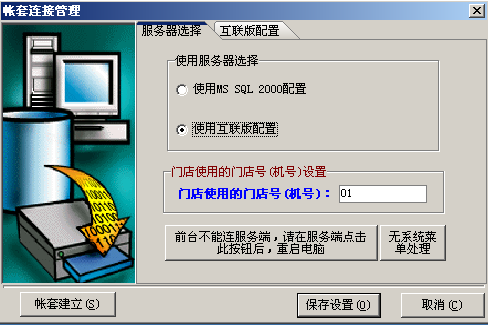 帐套连接管理
服务器选择 互联版配置
使用服务器选择
使用MS SQL 2000配置
使用互联版配置
门店使用的门店号(机号)设置
门店使用的门店号(机号): 01
前台不能连服务端,请在服务端点击
此按钮后,重启电脑
无系统菜
单处理
帐套建立(S) 保存设置(O) 取消(C)